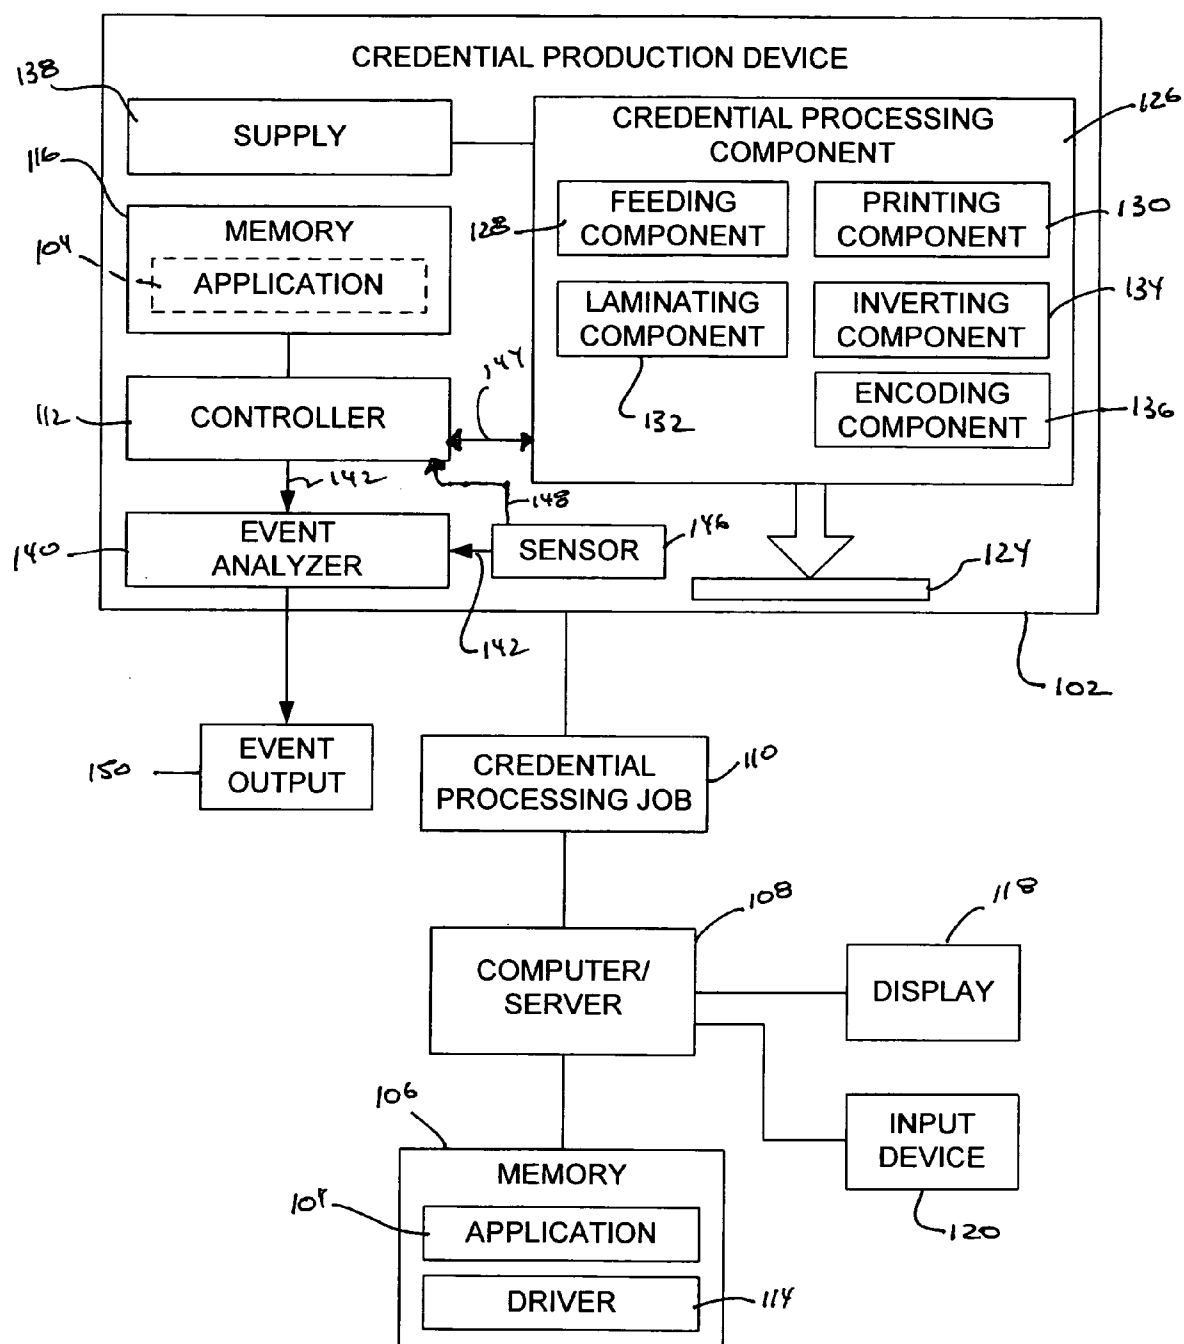 CREDENTIAL PRODUCTION DEVICE
138
SUPPLY
CREDENTIAL PROCESSING
COMPONENT
126
116
MEMORY
104
APPLICATION
FEEDING
COMPONENT
128
PRINTING
COMPONENT
130
LAMINATING
COMPONENT
132
INVERTING
COMPONENT
134
ENCODING
COMPONENT
136
144
112
CONTROLLER
142
148
140
EVENT
ANALYZER
SENSOR
146
142
124
102
150
EVENT
OUTPUT
CREDENTIAL
PROCESSING JOB
110
108
COMPUTER/
SERVER
118
DISPLAY
106
INPUT
DEVICE
120
MEMORY
104
APPLICATION
DRIVER
114